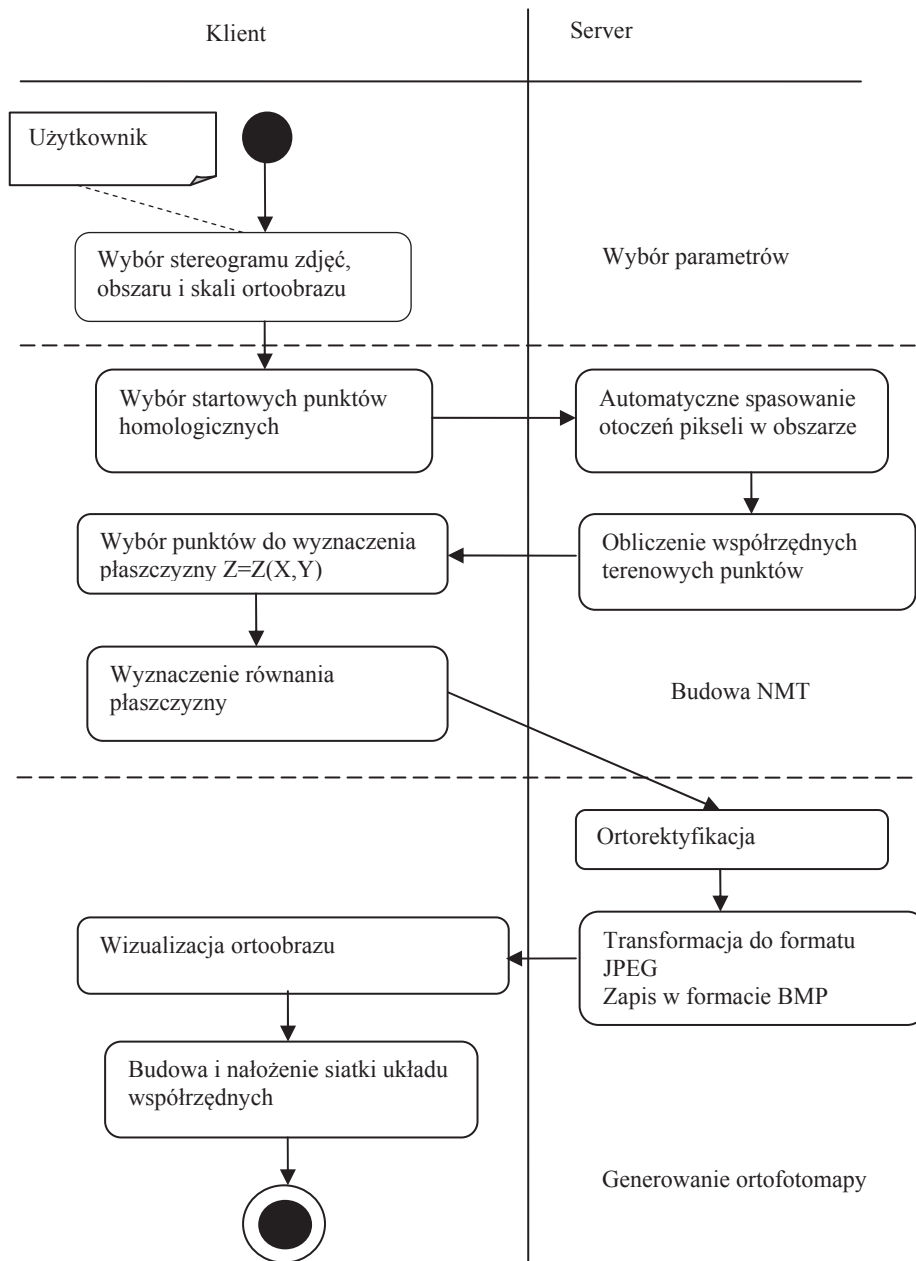 Klient
Server
Użytkownik
Wybór stereogramu zdjęć,
obszaru i skali ortoobrazu
Wybór parametrów
Wybór startowych punktów
homologicznych
Automatyczne spasowanie
otoczeń pikseli w obszarze
Wybór punktów do wyznaczenia
płaszczyzny Z=Z(X,Y)
Obliczenie współrzędnych
terenowych punktów
Wyznaczenie równania
płaszczyzny
Budowa NMT
Ortorektyfikacja
Wizualizacja ortoobrazu
Transformacja do formatu
JPEG
Zapis w formacie BMP
Budowa i nałożenie siatki układu
współrzędnych
Generowanie ortofotomapy